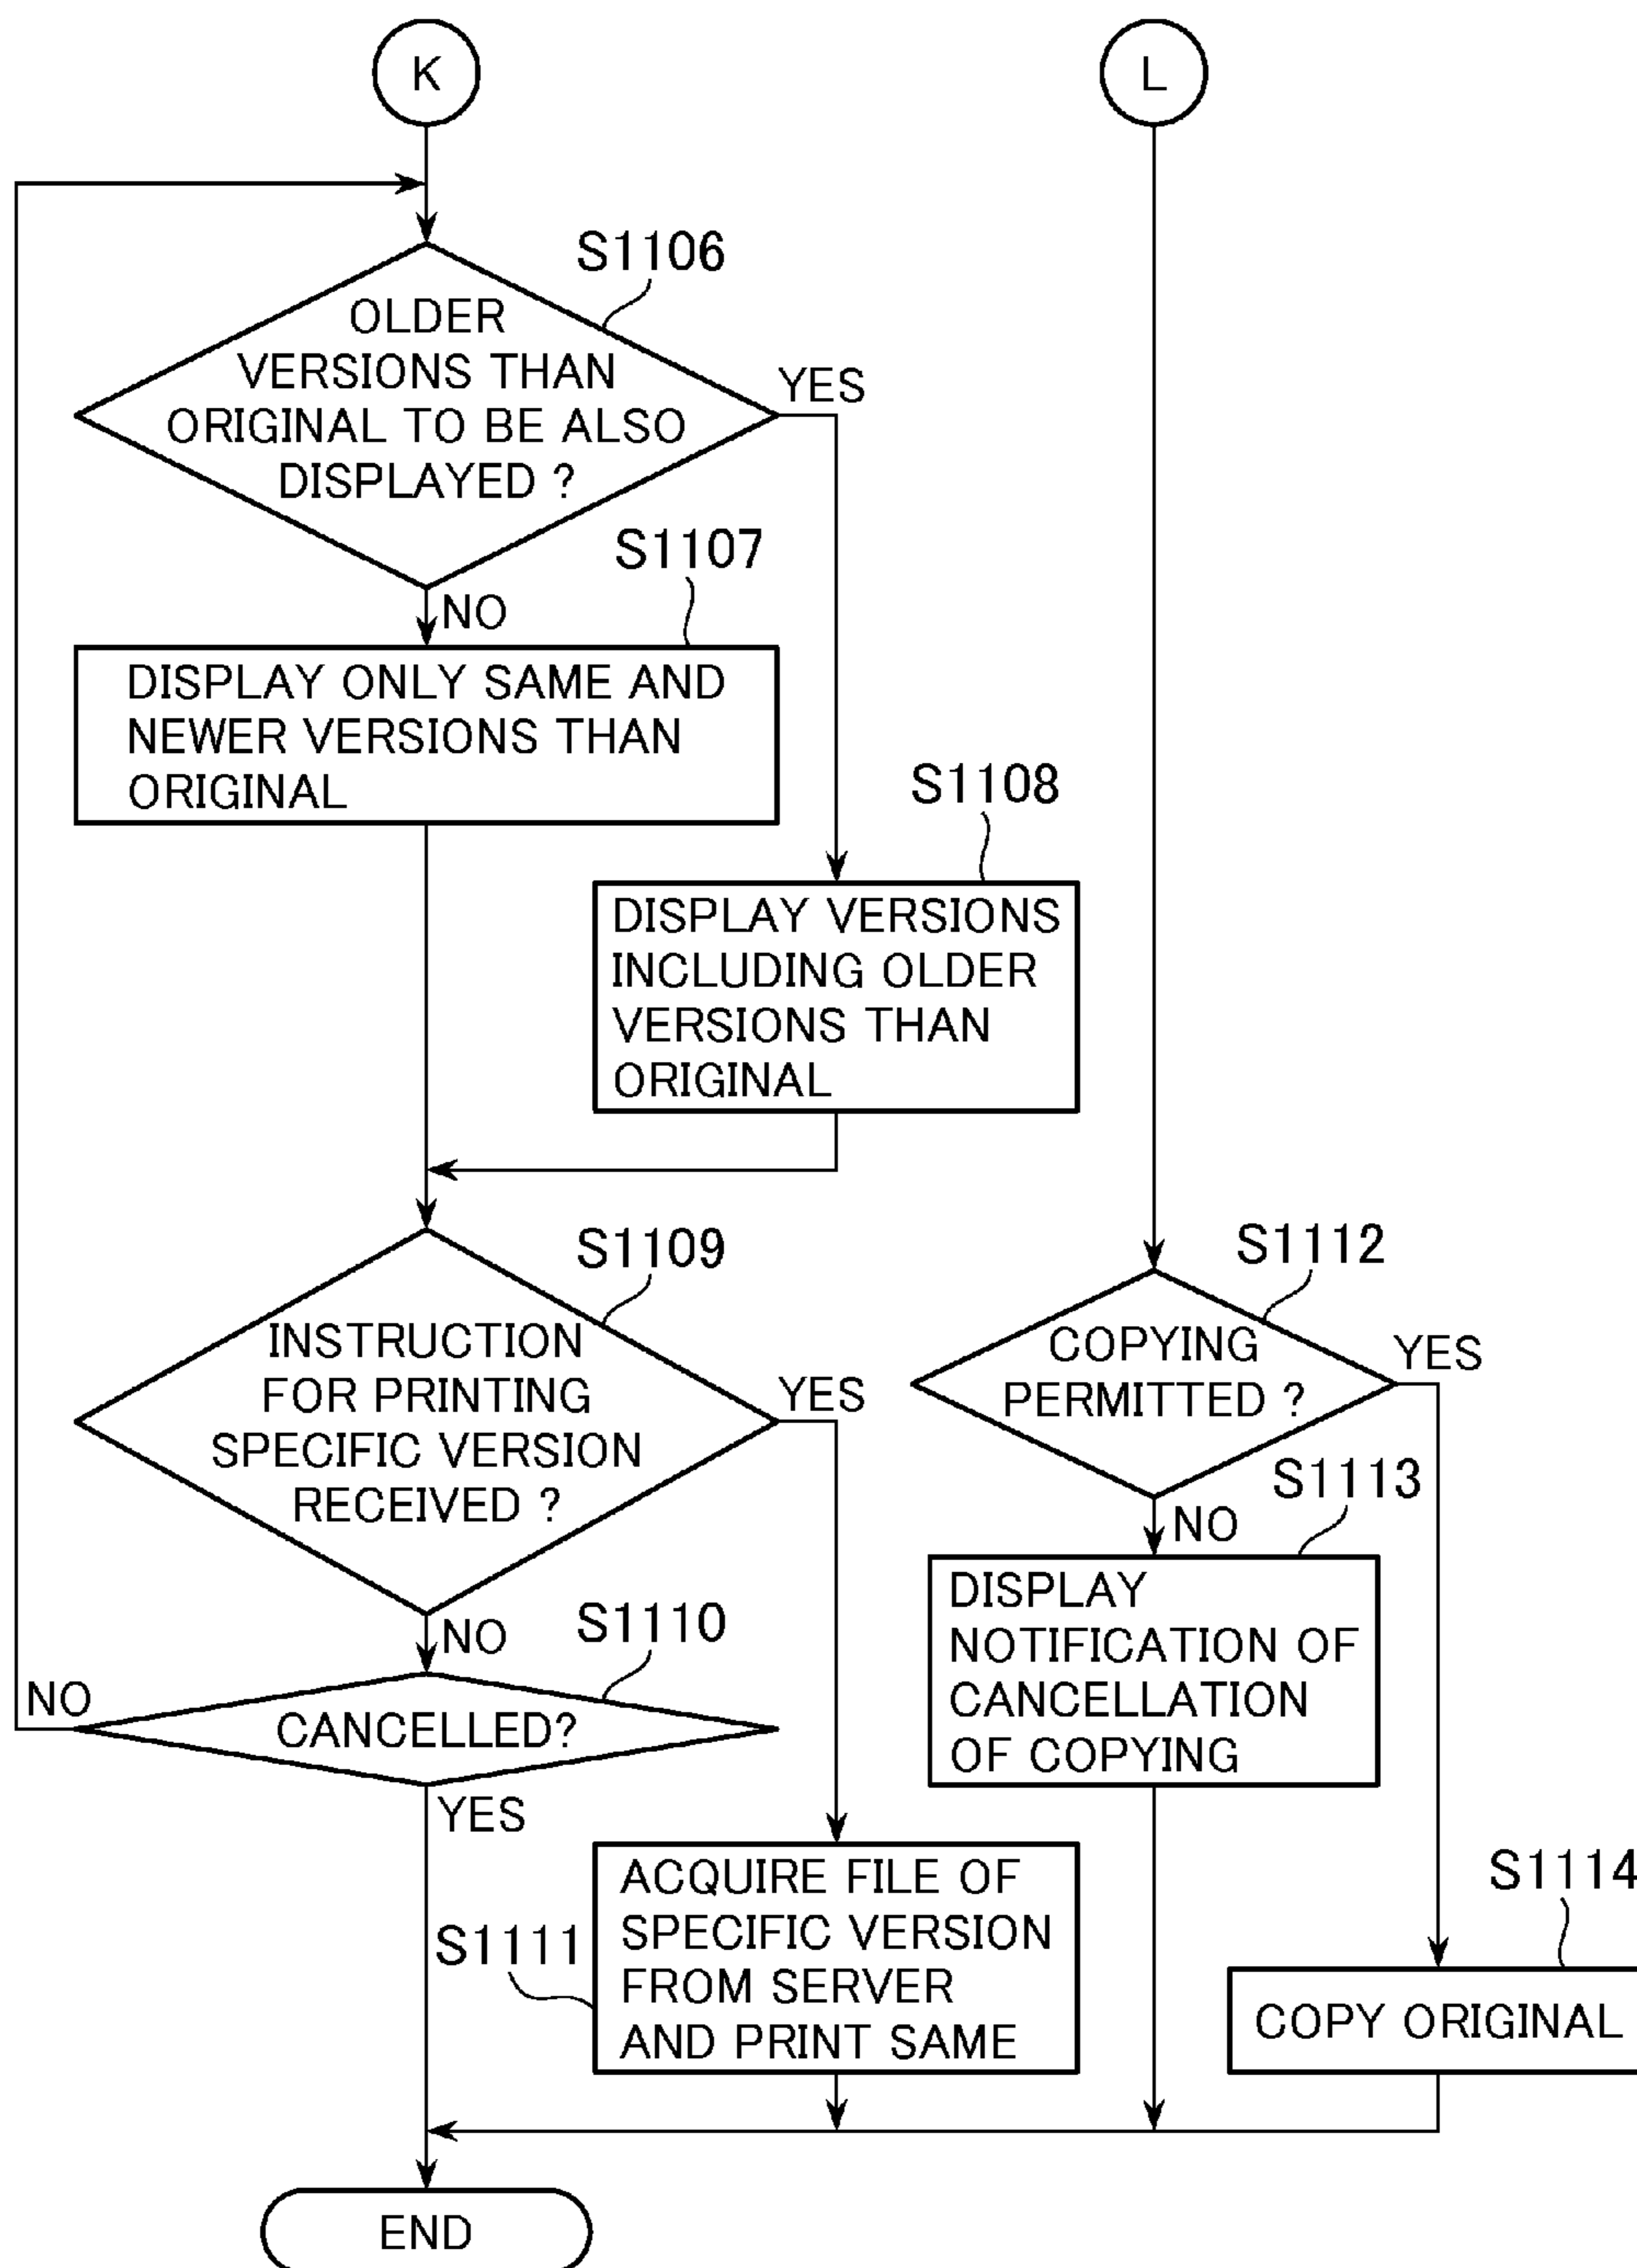 K
L
S1106
OLDER
VERSIONS THAN
ORIGINAL TO BE ALSO
DISPLAYED ?
YES
NO
S1107
DISPLAY ONLY SAME AND
NEWER VERSIONS THAN
ORIGINAL
S1108
DISPLAY VERSIONS
INCLUDING OLDER
VERSIONS THAN
ORIGINAL
S1109
INSTRUCTION
FOR PRINTING
SPECIFIC VERSION
RECEIVED ?
YES
NO
S1110
CANCELLED?
NO
YES
S1111
ACQUIRE FILE OF
SPECIFIC VERSION
FROM SERVER
AND PRINT SAME
S1112
COPYING
PERMITTED ?
YES
NO
S1113
DISPLAY
NOTIFICATION OF
CANCELLATION
OF COPYING
S1114
COPY ORIGINAL
END